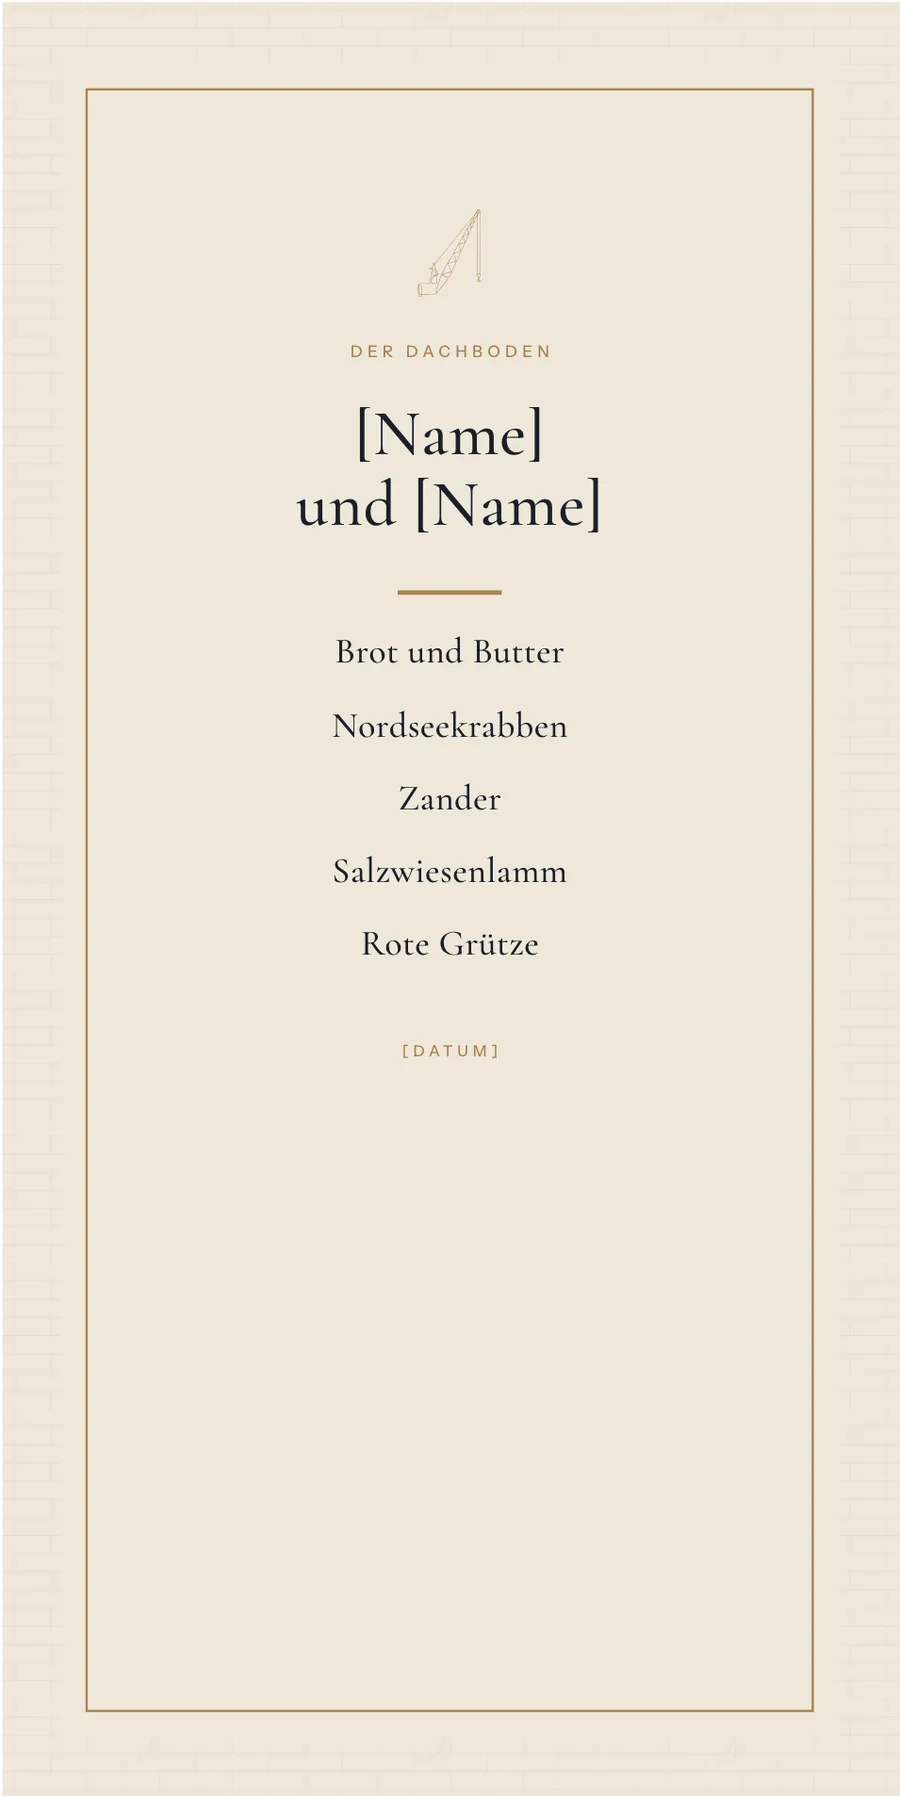 DER DACHBODEN
[Name]
und [Name]
Brot und Butter
Nordseekrabben
Zander
Salzwiesenlamm
Rote Grütze
[DATUM]